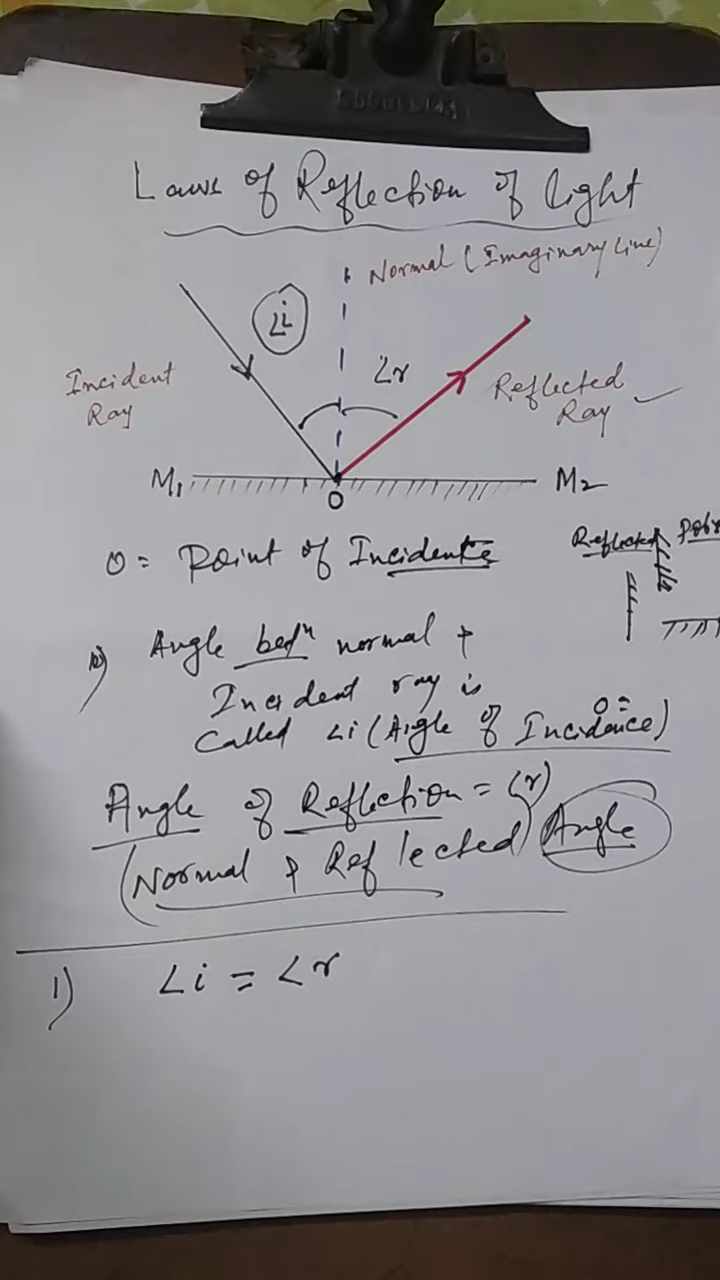 Laws of Reflection of light
Normal (Imaginary Line)
∠i
∠r
Incident
Ray
Reflected
Ray
M₁
M₂
O
O = Point of Incidente
Reflected
Angle betⁿ normal +
Incident ray is
Called ∠i (Angle of Incidance)
O =
Angle of Reflection = ∠r)
(Normal & Reflected) Angle
1) ∠i = ∠r